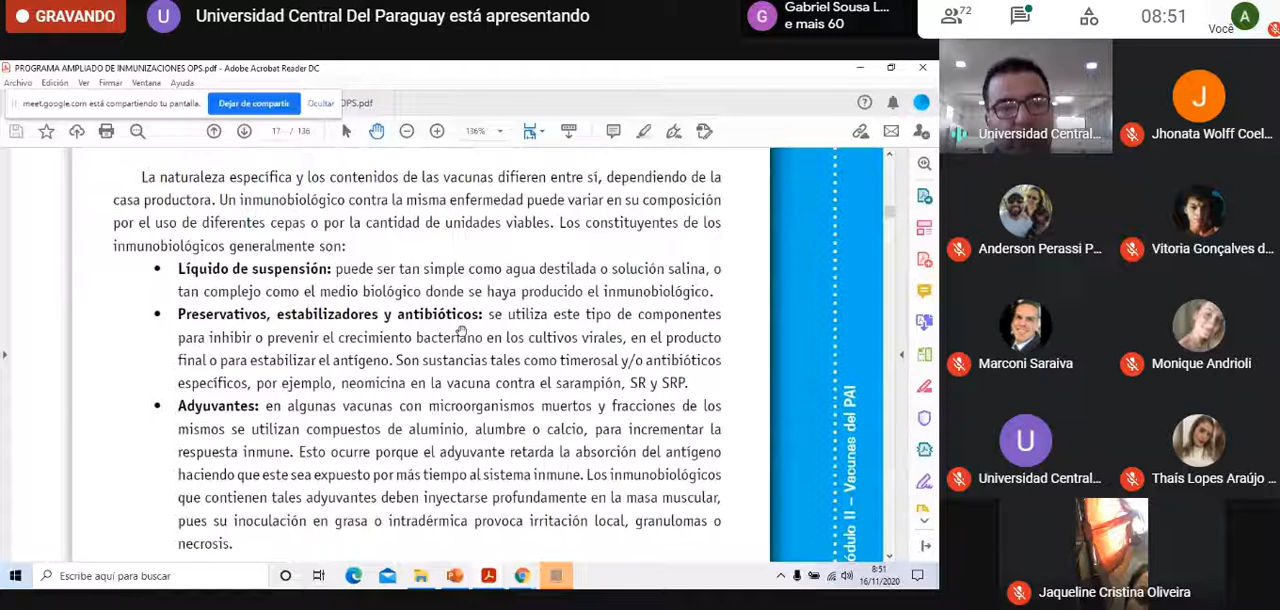 GRAVANDO
U
Universidad Central Del Paraguay está apresentando
G
Gabriel Sousa L...
e mais 60
72
08:51
Você
A
PROGRAMA AMPLIADO DE INMUNIZACIONES OPS.pdf - Adobe Acrobat Reader DC
Archivo Edición Ver Firmar Ventana Ayuda
meet.google.com está compartiendo tu pantalla.
Dejar de compartir
Ocultar
OPS.pdf
17 / 136
136%
La naturaleza específica y los contenidos de las vacunas difieren entre sí, dependiendo de la
casa productora. Un inmunobiológico contra la misma enfermedad puede variar en su composición
por el uso de diferentes cepas o por la cantidad de unidades viables. Los constituyentes de los
inmunobiológicos generalmente son:
• Líquido de suspensión: puede ser tan simple como agua destilada o solución salina, o
tan complejo como el medio biológico donde se haya producido el inmunobiológico.
• Preservativos, estabilizadores y antibióticos: se utiliza este tipo de componentes
para inhibir o prevenir el crecimiento bacteriano en los cultivos virales, en el producto
final o para estabilizar el antígeno. Son sustancias tales como timerosal y/o antibióticos
específicos, por ejemplo, neomicina en la vacuna contra el sarampión, SR y SRP.
• Adyuvantes: en algunas vacunas con microorganismos muertos y fracciones de los
mismos se utilizan compuestos de aluminio, alumbre o calcio, para incrementar la
respuesta inmune. Esto ocurre porque el adyuvante retarda la absorción del antígeno
haciendo que este sea expuesto por más tiempo al sistema inmune. Los inmunobiológicos
que contienen tales adyuvantes deben inyectarse profundamente en la masa muscular,
pues su inoculación en grasa o intradérmica provoca irritación local, granulomas o
necrosis.
ódulo II – Vacunas del PAI
Escribe aquí para buscar
8:51
16/11/2020
Universidad Central...
J
Jhonata Wolff Coel...
Anderson Perassi P...
Vitoria Gonçalves d...
Marconi Saraiva
Monique Andrioli
U
Universidad Central...
Thaís Lopes Araújo ...
Jaqueline Cristina Oliveira